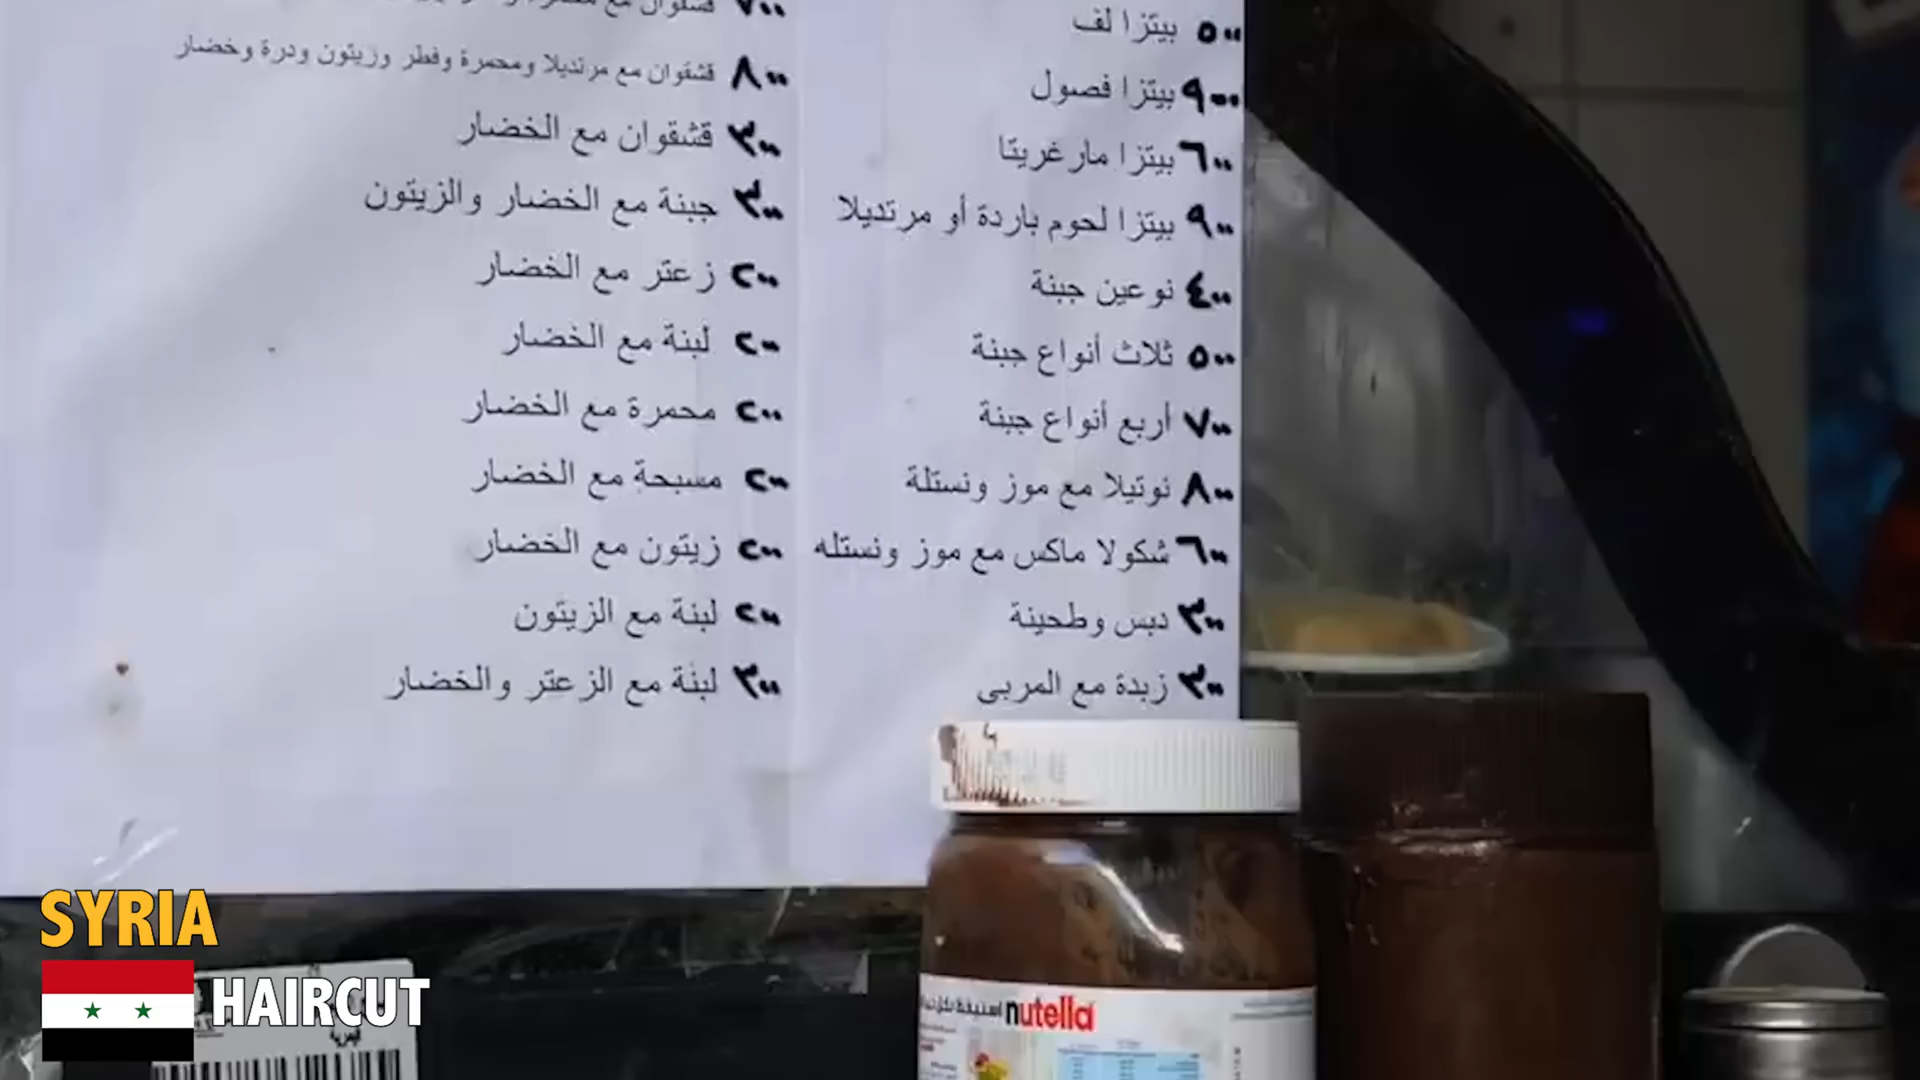 ٥٠٠ بيتزا لف
٩٠٠ بيتزا فصول
٦٠٠ بيتزا مارغريتا
٩٠٠ بيتزا لحوم باردة أو مرتديلا
٤٠٠ نوعين جبنة
٥٠٠ ثلاث أنواع جبنة
٧٠٠ أربع أنواع جبنة
٨٠٠ نوتيلا مع موز ونستلة
٦٠٠ شكولا ماكس مع موز ونستله
٣٠٠ دبس وطحينة
٣٠٠ زبدة مع المربى
٧٠٠ قشقوان مع
٨٠٠ قشقوان مع مرتديلا ومحمرة وفطر وزيتون ودرة وخضار
٣٠٠ قشقوان مع الخضار
٣٠٠ جبنة مع الخضار والزيتون
٢٠٠ زعتر مع الخضار
٢٠٠ لبنة مع الخضار
٢٠٠ محمرة مع الخضار
٢٠٠ مسبحة مع الخضار
٢٠٠ زيتون مع الخضار
٢٠٠ لبنة مع الزيتون
٣٠٠ لبنة مع الزعتر والخضار
nutella
SYRIA
HAIRCUT